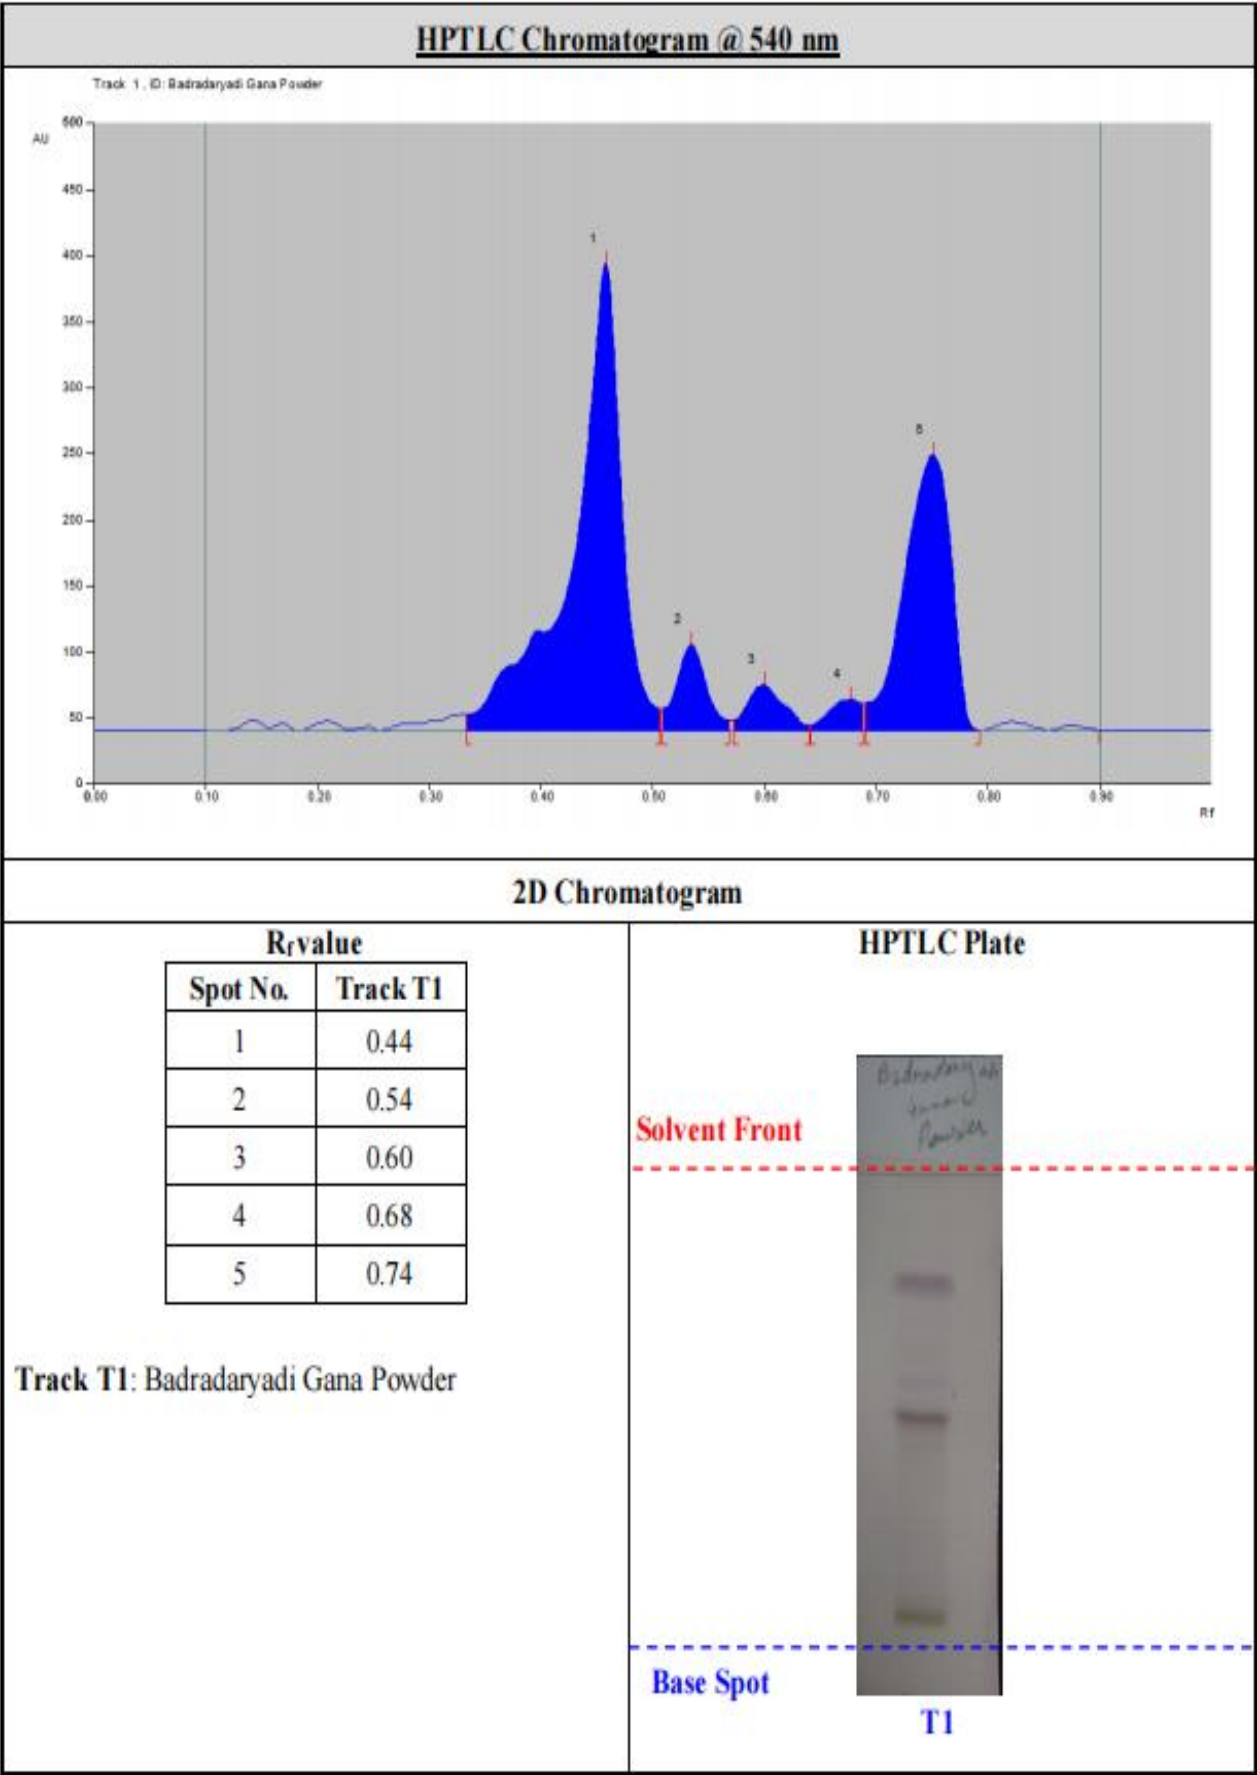 HPTLC Chromatogram @ 540 nm
Track 1 , ID: Badradaryadi Gana Powder
AU
500
450
400
350
300
250
200
150
100
50
0
1
2
3
4
5
0.00 0.10 0.20 0.30 0.40 0.50 0.60 0.70 0.80 0.90
Rf
2D Chromatogram
Rf value
Spot No. Track T1
1 0.44
2 0.54
3 0.60
4 0.68
5 0.74
Track T1: Badradaryadi Gana Powder
HPTLC Plate
Powder
Solvent Front
Base Spot
T1